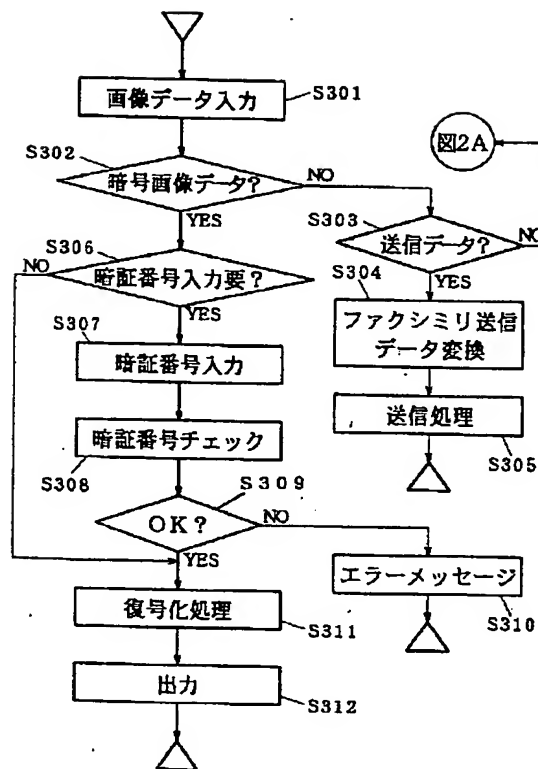 画像データ入力
S301
S302
暗号画像データ?
NO
YES
図2A
S303
送信データ?
NO
YES
S304
ファクシミリ送信
データ変換
送信処理
S305
S306
NO
暗証番号入力要?
YES
S307
暗証番号入力
暗証番号チェック
S308
S309
OK?
NO
YES
エラーメッセージ
S310
復号化処理
S311
出力
S312